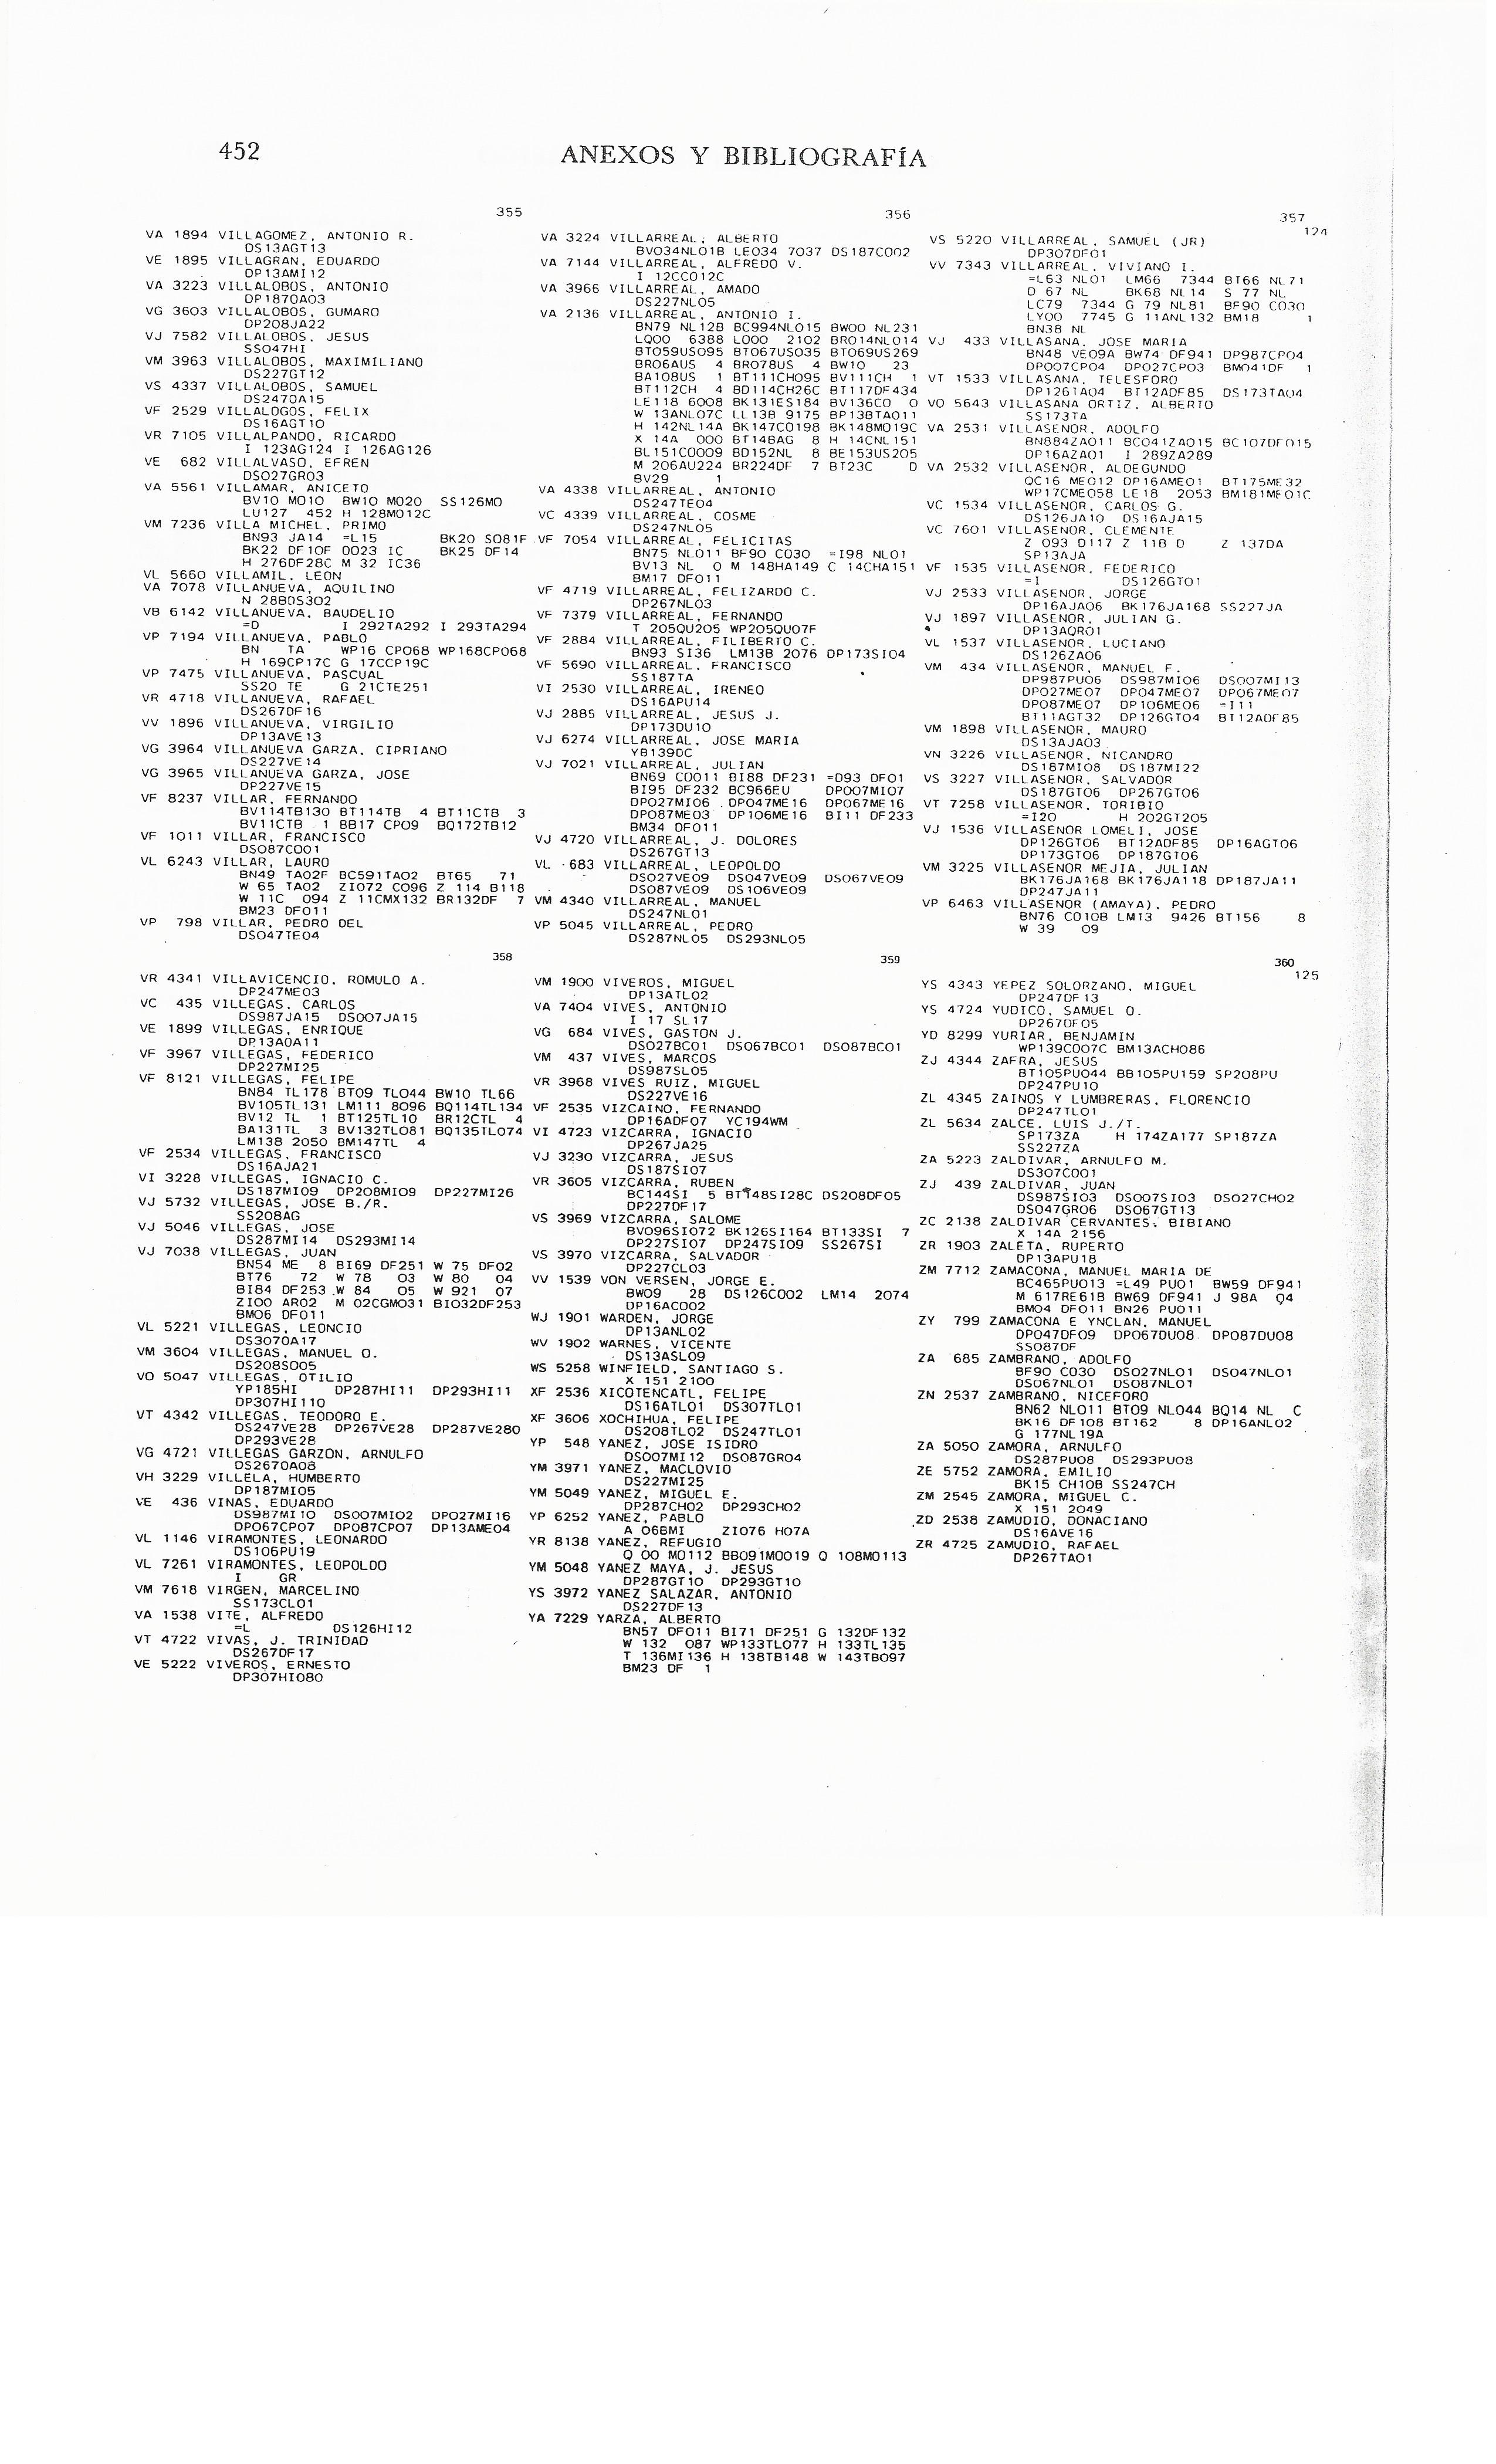 452
ANEXOS Y BIBLIOGRAFÍA
355
VA 1894 VILLAGOMEZ, ANTONIO R.
DS13AGT13
VE 1895 VILLAGRAN, EDUARDO
DP13AMI12
VA 3223 VILLALOBOS, ANTONIO
DP187OA03
VG 3603 VILLALOBOS, GUMARO
DP208JA22
VJ 7582 VILLALOBOS, JESUS
SS047HI
VM 3963 VILLALOBOS, MAXIMILIANO
DS227GT12
VS 4337 VILLALOBOS, SAMUEL
DS247OA15
VF 2529 VILLALOGOS, FELIX
DS16AGT10
VR 7105 VILLALPANDO, RICARDO
I 123AG124 I 126AG126
VE 682 VILLALVASO, EFREN
DS027GR03
VA 5561 VILLAMAR, ANICETO
BV10 MO10 BW10 MO20 SS126MO
LU127 452 H 128MO12C
VM 7236 VILLA MICHEL, PRIMO
BN93 JA14 =L15 BK20 SO81F
BK22 DF10F OO23 IC BK25 DF14
H 276DF28C M 32 IC36
VL 5660 VILLAMIL, LEON
VA 7078 VILLANUEVA, AQUILINO
N 28B0S302
VB 6142 VILLANUEVA, BAUDELIO
=D I 292TA292 I 293TA294
VP 7194 VILLANUEVA, PABLO
BN TA WP16 CP068 WP168CP068
H 169CP17C G 17CCP19C
VP 7475 VILLANUEVA, PASCUAL
SS20 TE G 21CTE251
VR 4718 VILLANUEVA, RAFAEL
DS267DF16
VV 1896 VILLANUEVA, VIRGILIO
DP13AVE13
VG 3964 VILLANUEVA GARZA, CIPRIANO
DS227VE14
VG 3965 VILLANUEVA GARZA, JOSE
DP227VE15
VF 8237 VILLAR, FERNANDO
BV114TB130 BT114TB 4 BT11CTB 3
BV11CTB 1 BB17 CP09 BQ172TB12
VF 1011 VILLAR, FRANCISCO
DS087CO01
VL 6243 VILLAR, LAURO
BN49 TA02F BC591TA02 BT65 71
W 65 TA02 ZI072 CO96 Z 114 B118
W 11C 094 Z 11CMX132 BR132DF 7
BM23 DF011
VP 798 VILLAR, PEDRO DEL
DS047TE04
356
VA 3224 VILLARREAL, ALBERTO
BV034NL01B LE034 7037 DS187CO02
VA 7144 VILLARREAL, ALFREDO V.
I 12CCO12C
VA 3966 VILLARREAL, AMADO
DS227NL05
VA 2136 VILLARREAL, ANTONIO I.
BN79 NL12B BC994NL015 BW00 NL231
LQ00 6388 LO00 2102 BR014NL014
BT059US095 BT067US035 BT069US269
BR06AUS 4 BR078US 4 BW10 23
BA108US 1 BT111CH095 BV111CH 1
BT112CH 4 BD114CH26C BT117DF434
LE118 6008 BK131ES184 BV136CO O
W 13ANL07C LL13B 9175 BP13BTA011
H 142NL14A BK147CO198 BK148MO19C
X 14A 000 BT14BAG 8 H 14CNL151
BL151CO009 BD152NL 8 BE153US205
M 206AU224 BR224DF 7 BT23C D
BV29 1
VA 4338 VILLARREAL, ANTONIO
DS247TE04
VC 4339 VILLARREAL, COSME
DS247NL05
VF 7054 VILLARREAL, FELICITAS
BN75 NL011 BF90 CO30 =I98 NL01
BV13 NL O M 148HA149 C 14CHA151
BM17 DF011
VF 4719 VILLARREAL, FELIZARDO C.
DP267NL03
VF 7379 VILLARREAL, FERNANDO
T 205QU205 WP205QU07F
VF 2884 VILLARREAL, FILIBERTO C.
BN93 SI36 LM13B 2076 DP173SI04
VF 5690 VILLARREAL, FRANCISCO
SS187TA
VI 2530 VILLARREAL, IRENEO
DS16APU14
VJ 2885 VILLARREAL, JESUS J.
DP173DU10
VJ 6274 VILLARREAL, JOSE MARIA
YB139DC
VJ 7021 VILLARREAL, JULIAN
BN69 CO011 BI88 DF231 =D93 DF01
BI95 DF232 BC966EU DP007MI07
DP027MI06 DP047ME16 DP067ME16
DP087ME03 DP106ME16 BI11 DF233
BM34 DF011
VJ 4720 VILLARREAL, J. DOLORES
DS267GT13
VL 683 VILLARREAL, LEOPOLDO
DS027VE09 DS047VE09 DS067VE09
DS087VE09 DS106VE09
VM 4340 VILLARREAL, MANUEL
DS247NL01
VP 5045 VILLARREAL, PEDRO
DS287NL05 DS293NL05
357
124
VS 5220 VILLARREAL, SAMUEL (JR)
DP307DF01
VV 7343 VILLARREAL, VIVIANO I.
=L63 NL01 LM66 7344 BT66 NL71
D 67 NL BK68 NL14 S 77 NL
LC79 7344 G 79 NL81 BF90 CO30
LY00 7745 G 11ANL132 BM18 1
BN38 NL
VJ 433 VILLASANA, JOSE MARIA
BN48 VE09A BW74 DF941 DP987CP04
DP007CP04 DP027CP03 BM041DF 1
VT 1533 VILLASANA, TELESFORO
DP126TA04 BT12ADF85 DS173TA04
VO 5643 VILLASANA ORTIZ, ALBERTO
SS173TA
VA 2531 VILLASENOR, ADOLFO
BN884ZA011 BC041ZA015 BC107DF015
DP16AZA01 I 289ZA289
VA 2532 VILLASENOR, ALDEGUNDO
QC16 ME012 DP16AME01 BT175ME32
WP17CME058 LE18 2053 BM181ME01C
VC 1534 VILLASENOR, CARLOS G.
DS126JA10 DS16AJA15
VC 7601 VILLASENOR, CLEMENTE
Z 093 D117 Z 11B D Z 137DA
SP13AJA
VF 1535 VILLASENOR, FEDERICO
=I DS126GT01
VJ 2533 VILLASENOR, JORGE
DP16AJA06 BK176JA168 SS227JA
VJ 1897 VILLASENOR, JULIAN G.
DP13AQR01
VL 1537 VILLASENOR, LUCIANO
DS126ZA06
VM 434 VILLASENOR, MANUEL F.
DP987PU06 DS987MI06 DS007MI13
DP027ME07 DP047ME07 DP067ME07
DP087ME07 DP106ME06 =I11
BT11AGT32 DP126GT04 BT12ADF85
VM 1898 VILLASENOR, MAURO
DS13AJA03
VN 3226 VILLASENOR, NICANDRO
DS187MI08 DS187MI22
VS 3227 VILLASENOR, SALVADOR
DS187GT06 DP267GT06
VT 7258 VILLASENOR, TORIBIO
=I20 H 202GT205
VJ 1536 VILLASENOR LOMELI, JOSE
DP126GT06 BT12ADF85 DP16AGT06
DP173GT06 DP187GT06
VM 3225 VILLASENOR MEJIA, JULIAN
BK176JA168 BK176JA118 DP187JA11
DP247JA11
VP 6463 VILLASENOR (AMAYA), PEDRO
BN76 CO10B LM13 9426 BT156 8
W 39 09
358
VR 4341 VILLAVICENCIO, ROMULO A.
DP247ME03
VC 435 VILLEGAS, CARLOS
DS987JA15 DS007JA15
VE 1899 VILLEGAS, ENRIQUE
DP13AOA11
VF 3967 VILLEGAS, FEDERICO
DP227MI25
VF 8121 VILLEGAS, FELIPE
BN84 TL178 BT09 TL044 BW10 TL66
BV105TL131 LM111 8096 BQ114TL134
BV12 TL 1 BT125TL10 BR12CTL 4
BA131TL 3 BV132TL081 BQ135TL074
LM138 2050 BM147TL 4
VF 2534 VILLEGAS, FRANCISCO
DS16AJA21
VI 3228 VILLEGAS, IGNACIO C.
DS187MI09 DP208MI09 DP227MI26
VJ 5732 VILLEGAS, JOSE B./R.
SS208AG
VJ 5046 VILLEGAS, JOSE
DS287MI14 DS293MI14
VJ 7038 VILLEGAS, JUAN
BN54 ME 8 BI69 DF251 W 75 DF02
BT76 72 W 78 03 W 80 04
BI84 DF253 W 84 05 W 921 07
ZI00 AR02 M 02CGM031 BI032DF253
BM06 DF011
VL 5221 VILLEGAS, LEONCIO
DS307OA17
VM 3604 VILLEGAS, MANUEL O.
DS208SO05
VO 5047 VILLEGAS, OTILIO
YP185HI DP287HI11 DP293HI11
DP307HI110
VT 4342 VILLEGAS, TEODORO E.
DS247VE28 DP267VE28 DP287VE280
DP293VE28
VG 4721 VILLEGAS GARZON, ARNULFO
DS267OA08
VH 3229 VILLELA, HUMBERTO
DP187MI05
VE 436 VINAS, EDUARDO
DS987MI10 DS007MI02 DP027MI16
DP067CP07 DP087CP07 DP13AME04
VL 1146 VIRAMONTES, LEONARDO
DS106PU19
VL 7261 VIRAMONTES, LEOPOLDO
I GR
VM 7618 VIRGEN, MARCELINO
SS173CL01
VA 1538 VITE, ALFREDO
=L DS126HI12
VT 4722 VIVAS, J. TRINIDAD
DS267DF17
VE 5222 VIVEROS, ERNESTO
DP307HI080
359
VM 1900 VIVEROS, MIGUEL
DP13ATL02
VA 7404 VIVES, ANTONIO
I 17 SL17
VG 684 VIVES, GASTON J.
DS027BC01 DS067BC01 DS087BC01
VM 437 VIVES, MARCOS
DS987SL05
VR 3968 VIVES RUIZ, MIGUEL
DS227VE16
VF 2535 VIZCAINO, FERNANDO
DP16ADF07 YC194WM
VI 4723 VIZCARRA, IGNACIO
DP267JA25
VJ 3230 VIZCARRA, JESUS
DS187SI07
VR 3605 VIZCARRA, RUBEN
BC144SI 5 BT148SI28C DS208DF05
DP227DF17
VS 3969 VIZCARRA, SALOME
BV096SI072 BK126SI164 BT133SI 7
DP227SI07 DP247SI09 SS267SI
VS 3970 VIZCARRA, SALVADOR
DP227CL03
VV 1539 VON VERSEN, JORGE E.
BW09 28 DS126CO02 LM14 2074
DP16ACO02
WJ 1901 WARDEN, JORGE
DP13ANL02
WV 1902 WARNES, VICENTE
DS13ASL09
WS 5258 WINFIELD, SANTIAGO S.
X 151 2100
XF 2536 XICOTENCATL, FELIPE
DS16ATL01 DS307TL01
XF 3606 XOCHIHUA, FELIPE
DS208TL02 DS247TL01
YP 548 YANEZ, JOSE ISIDRO
DS007MI12 DS087GR04
YM 3971 YANEZ, MACLOVIO
DS227MI25
YM 5049 YANEZ, MIGUEL E.
DP287CH02 DP293CH02
YP 6252 YANEZ, PABLO
A 06BMI ZI076 HO7A
YR 8138 YANEZ, REFUGIO
Q 00 MO112 BB091MO019 Q 108MO113
YM 5048 YANEZ MAYA, J. JESUS
DP287GT10 DP293GT10
YS 3972 YANEZ SALAZAR, ANTONIO
DS227DF13
YA 7229 YARZA, ALBERTO
BN57 DF011 BI71 DF251 G 132DF132
W 132 087 WP133TL077 H 133TL135
T 136MI136 H 138TB148 W 143TB097
BM23 DF 1
360
125
YS 4343 YEPEZ SOLORZANO, MIGUEL
DP247DF13
YS 4724 YUDICO, SAMUEL O.
DP267DF05
YD 8299 YURIAR, BENJAMIN
WP139CO07C BM13ACH086
ZJ 4344 ZAFRA, JESUS
BT105PU044 BB105PU159 SP208PU
DP247PU10
ZL 4345 ZAINOS Y LUMBRERAS, FLORENCIO
DP247TL01
ZL 5634 ZALCE, LUIS J./T.
SP173ZA H 174ZA177 SP187ZA
SS227ZA
ZA 5223 ZALDIVAR, ARNULFO M.
DS307CO01
ZJ 439 ZALDIVAR, JUAN
DS987SI03 DS007SI03 DS027CH02
DS047GR06 DS067GT13
ZC 2138 ZALDIVAR CERVANTES, BIBIANO
X 14A 2156
ZR 1903 ZALETA, RUPERTO
DP13APU18
ZM 7712 ZAMACONA, MANUEL MARIA DE
BC465PU013 =L49 PU01 BW59 DF941
M 617RE61B BW69 DF941 J 98A Q4
BM04 DF011 BN26 PU011
ZY 799 ZAMACONA E YNCLAN, MANUEL
DP047DF09 DP067DU08 DP087DU08
SS087DF
ZA 685 ZAMBRANO, ADOLFO
BF90 CO30 DS027NL01 DS047NL01
DS067NL01 DS087NL01
ZN 2537 ZAMBRANO, NICEFORO
BN62 NL011 BT09 NL044 BQ14 NL C
BK16 DF108 BT162 8 DP16ANL02
G 177NL19A
ZA 5050 ZAMORA, ARNULFO
DS287PU08 DS293PU08
ZE 5752 ZAMORA, EMILIO
BK15 CH10B SS247CH
ZM 2545 ZAMORA, MIGUEL C.
X 151 2049
ZD 2538 ZAMUDIO, DONACIANO
DS16AVE16
ZR 4725 ZAMUDIO, RAFAEL
DP267TA01